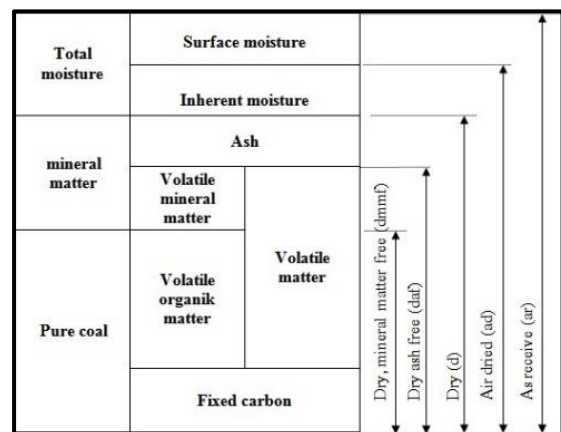 Total
moisture
Surface moisture
Inherent moisture
mineral
matter
Ash
Volatile
mineral
matter
Volatile
matter
Pure coal
Volatile
organik
matter
Fixed carbon
Dry, mineral matter free (dmmf)
Dry ash free (daf)
Dry (d)
Air dried (ad)
As receive (ar)